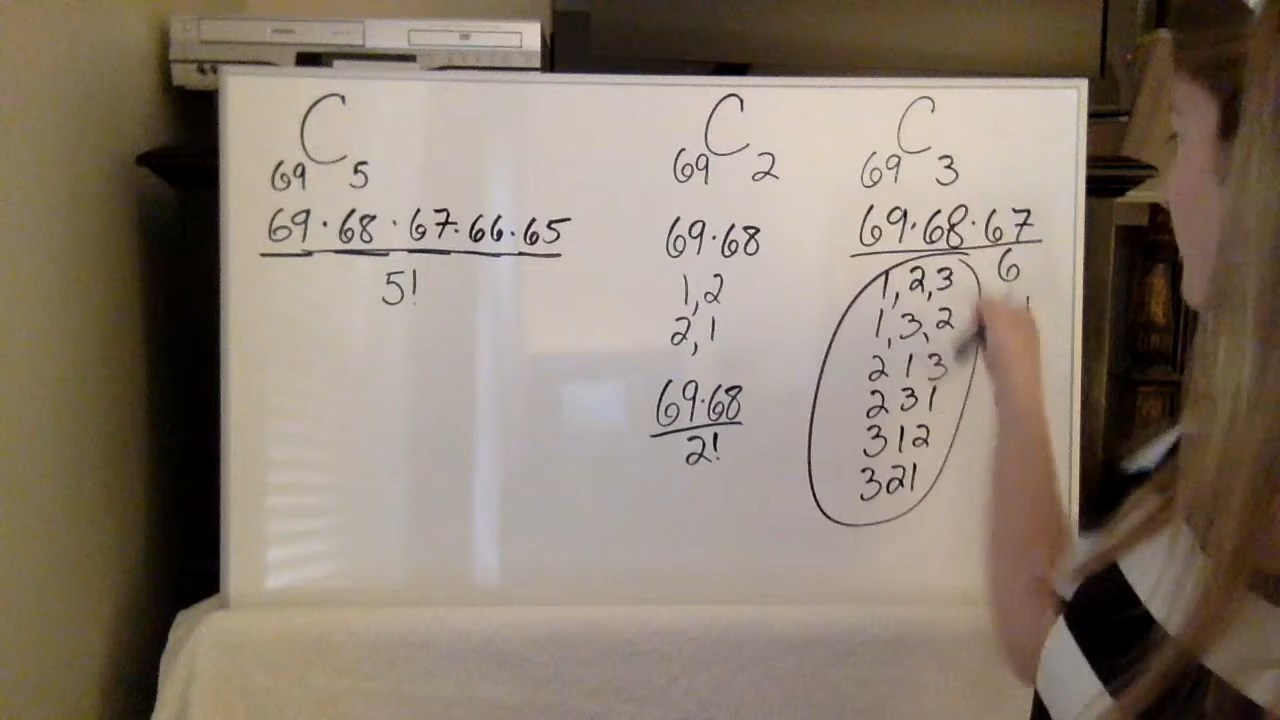 69C5
69·68·67·66·65
5!
69C2
69·68
1,2
2,1
69·68
2!
69C3
69·68·67
6
1,2,3
1,3,2
2 1 3
2 3 1
3 1 2
3 2 1